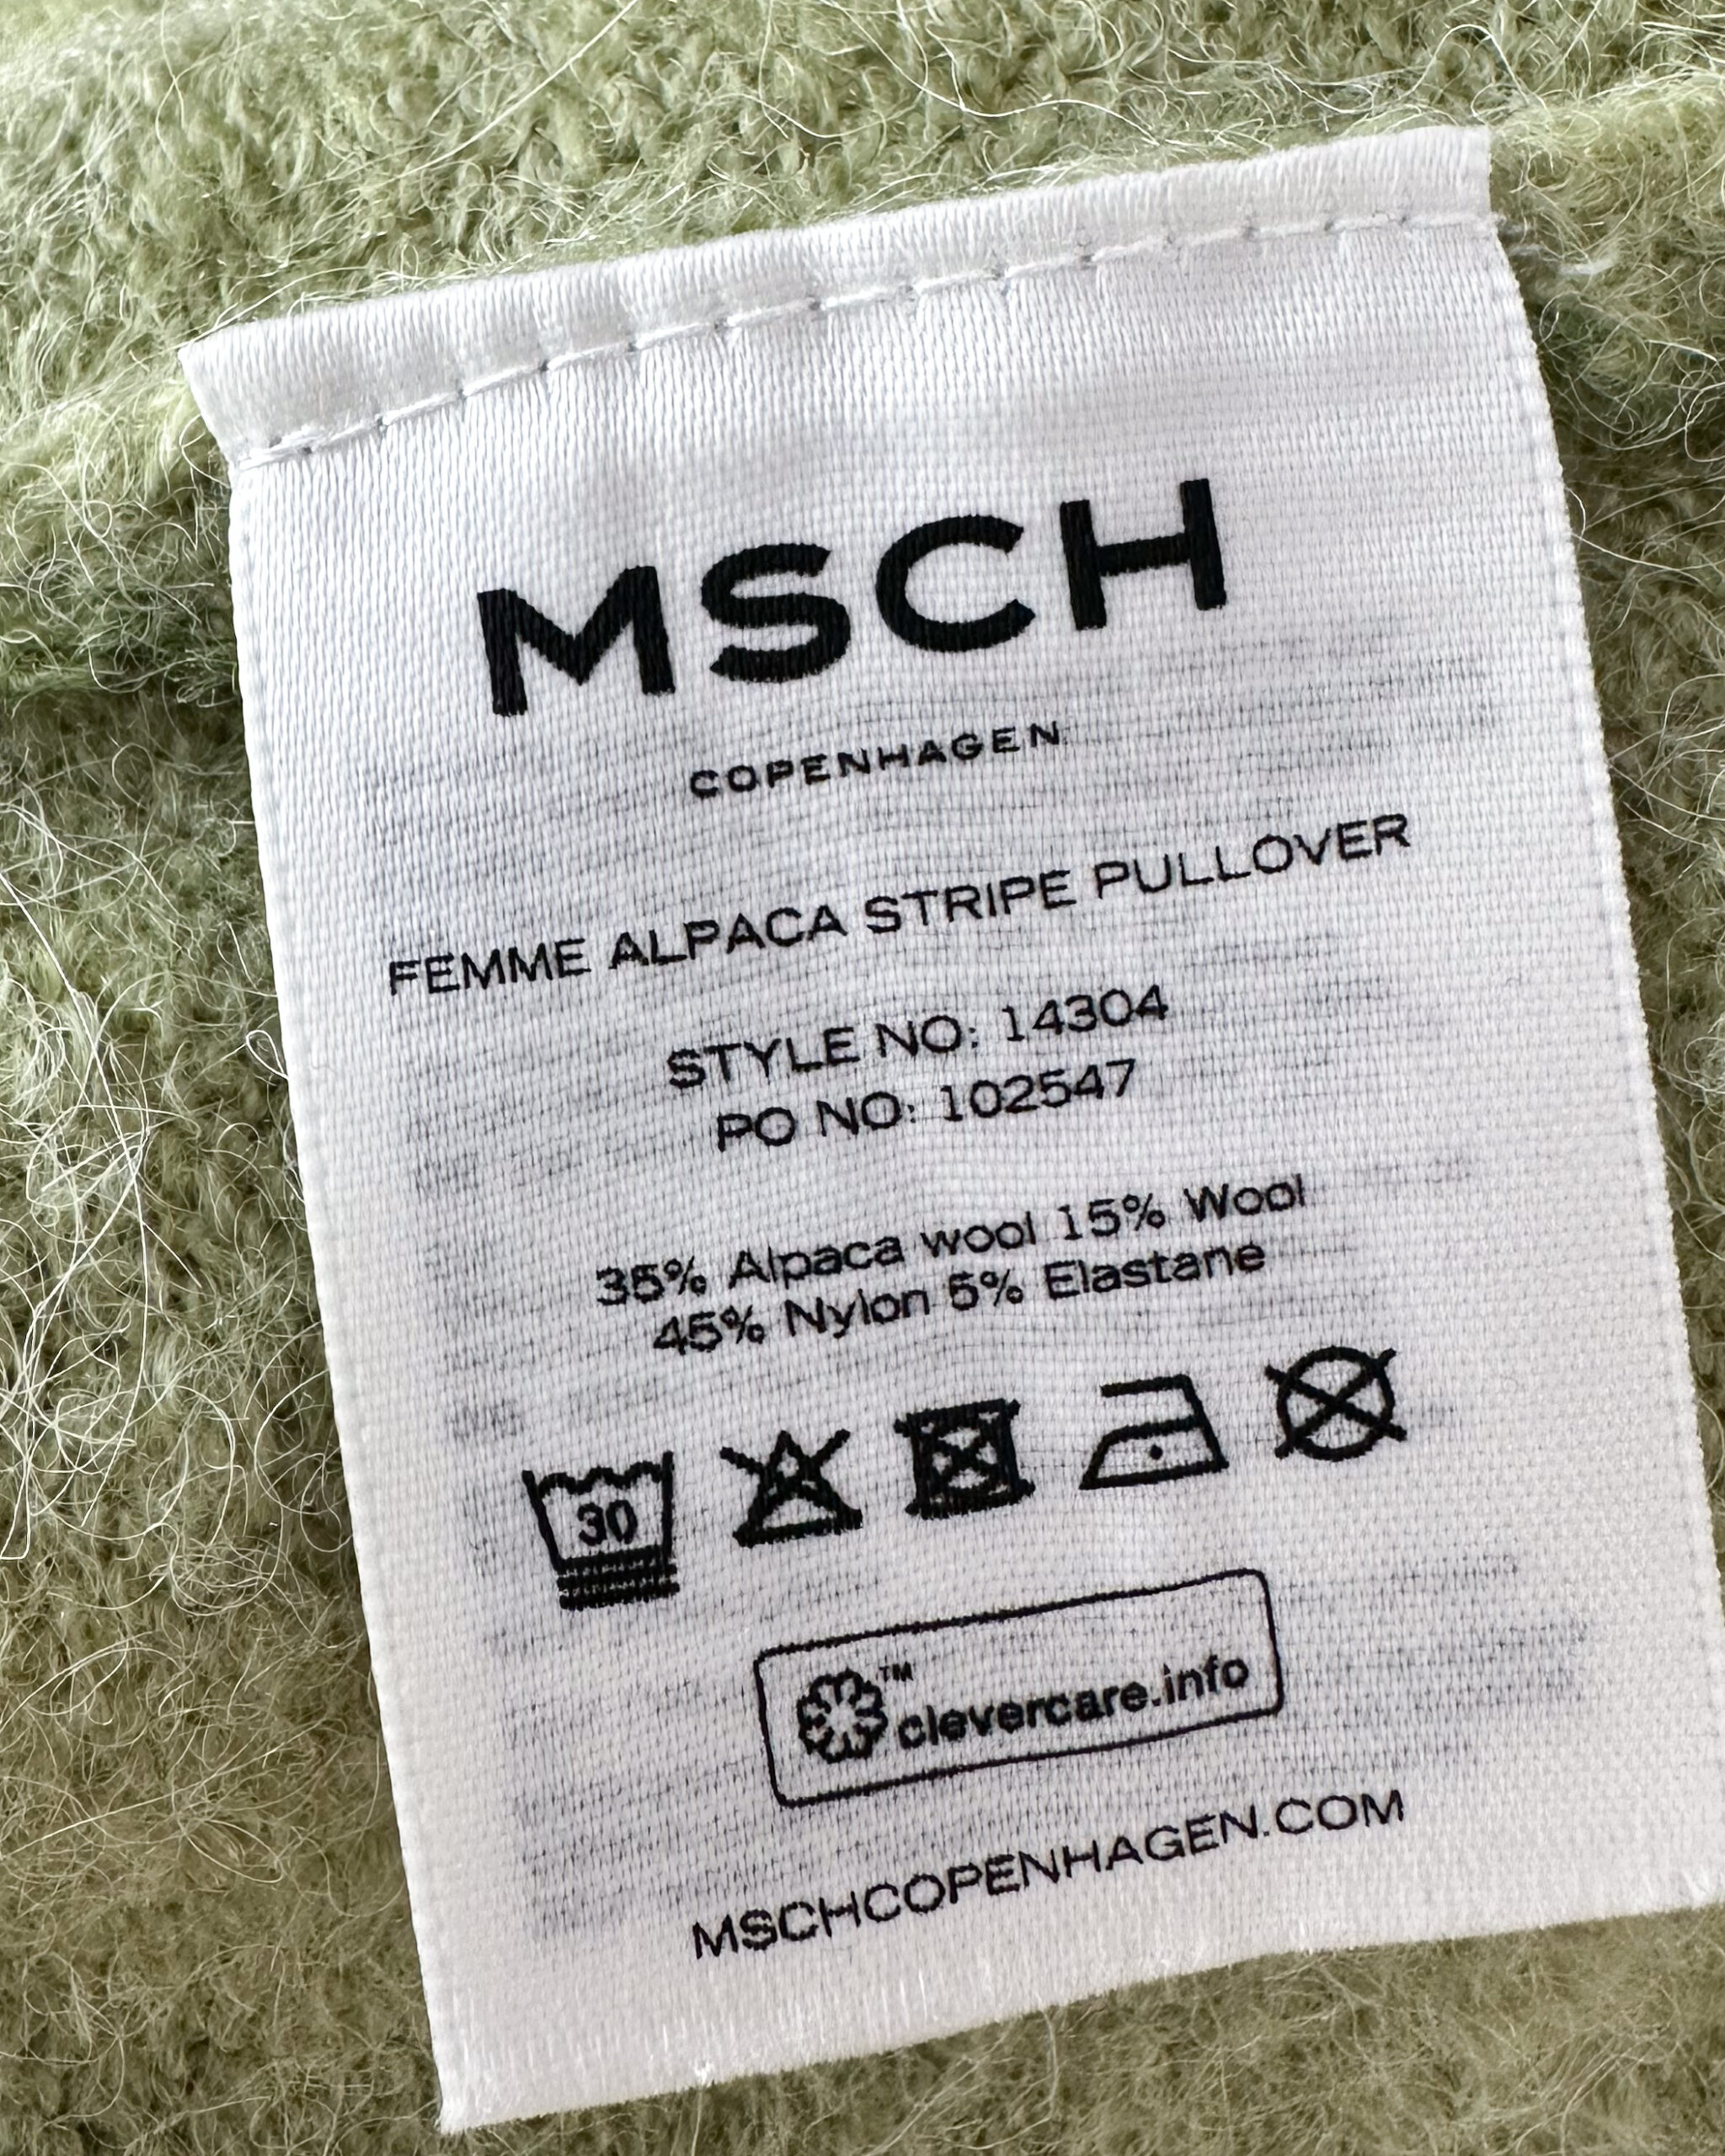 MSCH
COPENHAGEN
FEMME ALPACA STRIPE PULLOVER
STYLE NO: 14304
PO NO: 102547
35% Alpaca wool 15% Wool
45% Nylon 5% Elastane
30
™ clevercare.info
MSCHCOPENHAGEN.COM